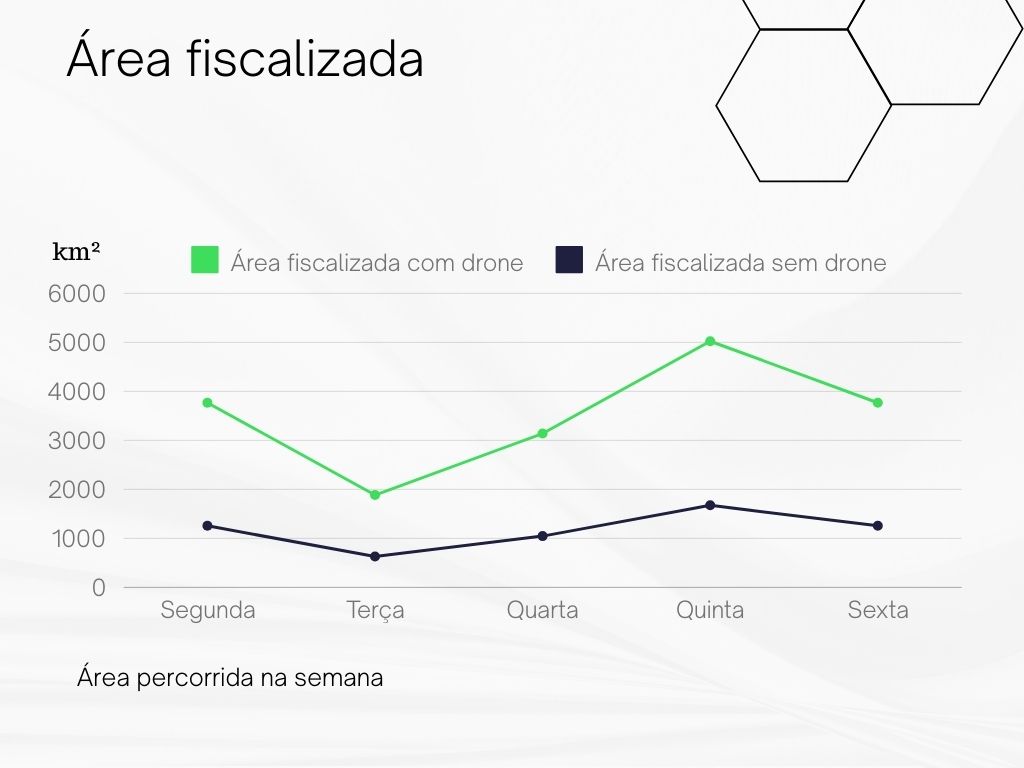 Área fiscalizada
km²
Área fiscalizada com drone Área fiscalizada sem drone
6000
5000
4000
3000
2000
1000
0
Segunda Terça Quarta Quinta Sexta
Área percorrida na semana